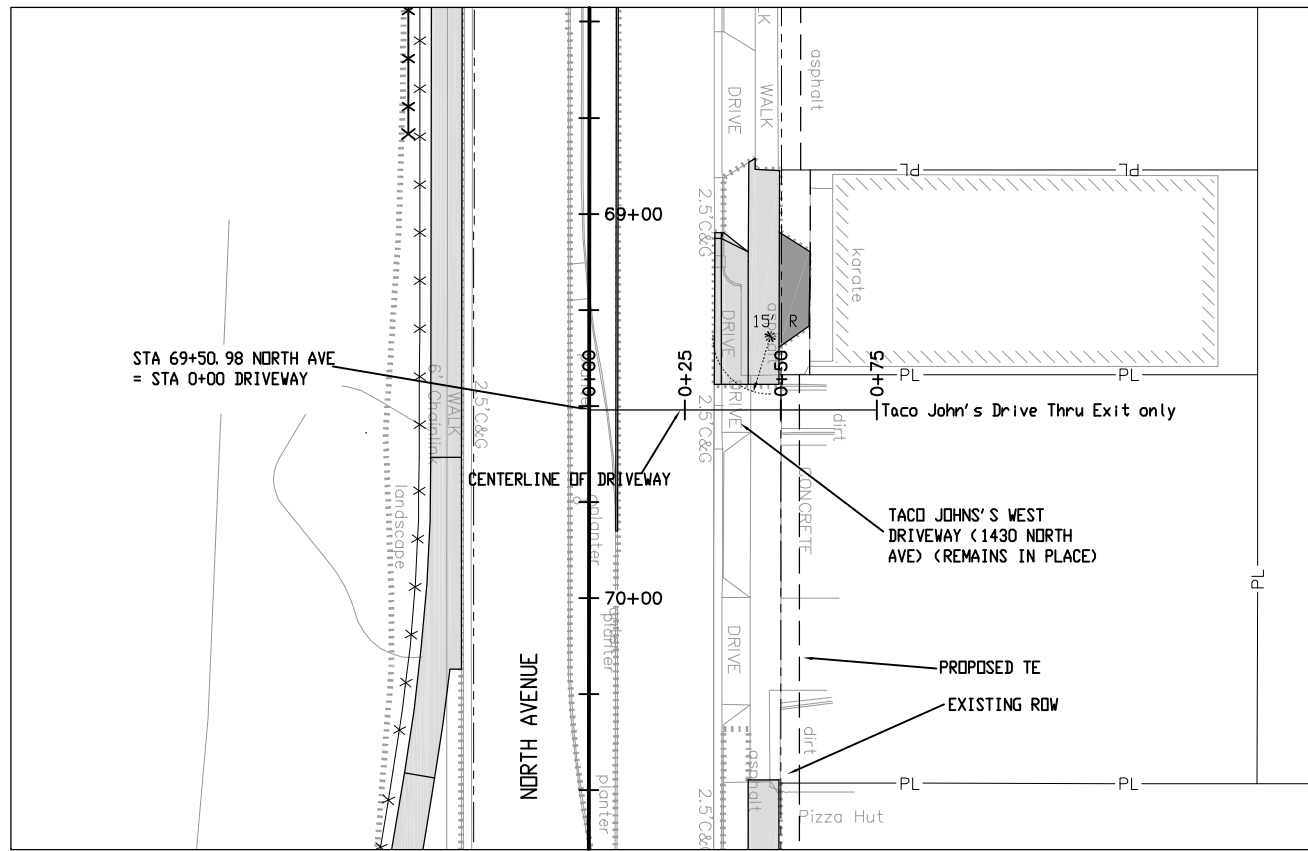 K
WALK
DRIVE
asphalt
PL
PL
2.5'C&G
69+00
karate
asphalt
15' R
DRIVE
STA 69+50.98 NORTH AVE
= STA 0+00 DRIVEWAY
0+00
0+25
0+50
0+75
PL
PL
Taco John's Drive Thru Exit only
6' Chainlink
WALK
2.5'C&G
DRIVE
2.5'C&G
dirt
CENTERLINE OF DRIVEWAY
landscape
planter
CONCRETE
TACO JOHNS'S WEST
DRIVEWAY (1430 NORTH
AVE) (REMAINS IN PLACE)
PL
70+00
planter
DRIVE
NORTH AVENUE
PROPOSED TE
EXISTING ROW
dirt
asphalt
planter
2.5'C&G
PL
PL
Pizza Hut